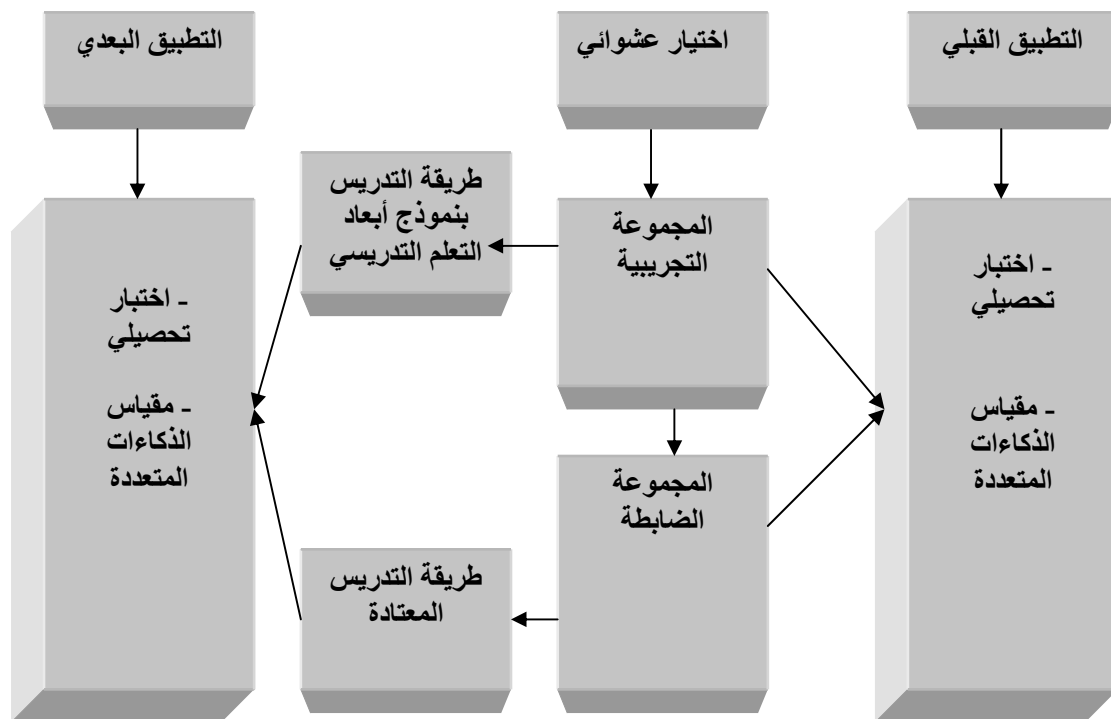 التطبيق القبلي
اختيار عشوائي
التطبيق البعدي
- اختبار
تحصيلي
- مقياس
الذكاءات
المتعددة
المجموعة
التجريبية
المجموعة
الضابطة
طريقة التدريس
بنموذج أبعاد
التعلم التدريسي
طريقة التدريس
المعتادة
- اختبار
تحصيلي
- مقياس
الذكاءات
المتعددة